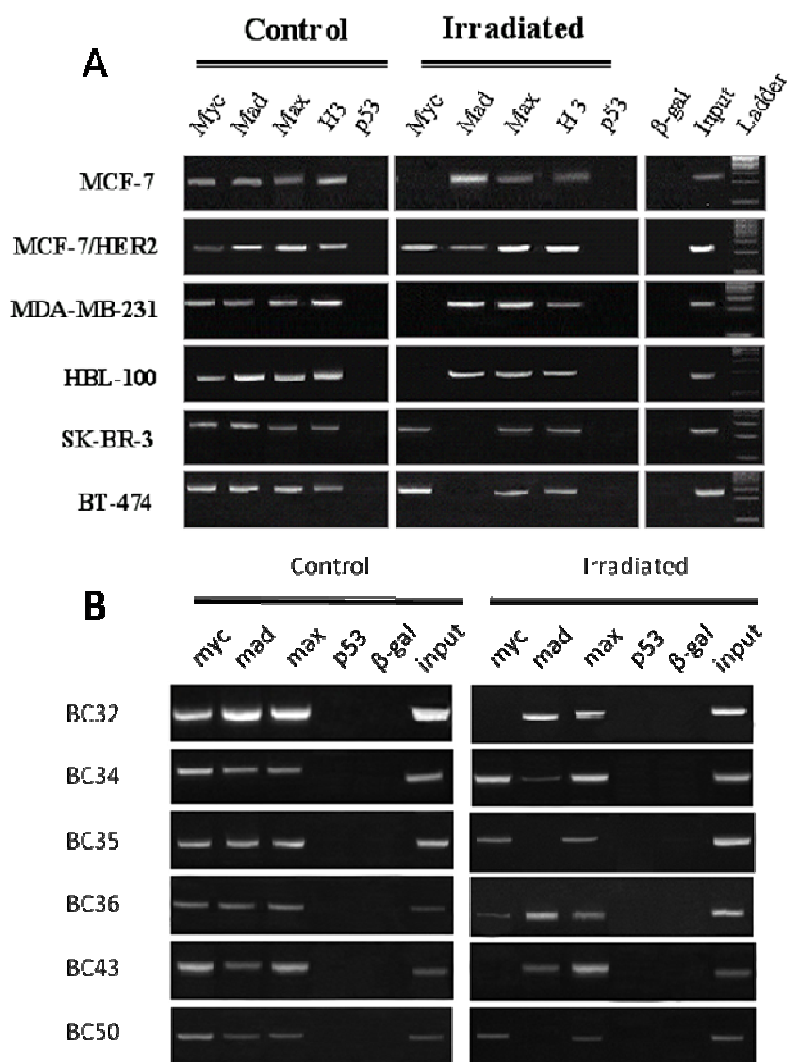 Control Irradiated
A
Myc Mad Max H3 p53 Myc Mad Max H3 p53 β-gal Input Ladder
MCF-7
MCF-7/HER2
MDA-MB-231
HBL-100
SK-BR-3
BT-474
Control Irradiated
B
myc mad max p53 β-gal input myc mad max p53 β-gal input
BC32
BC34
BC35
BC36
BC43
BC50